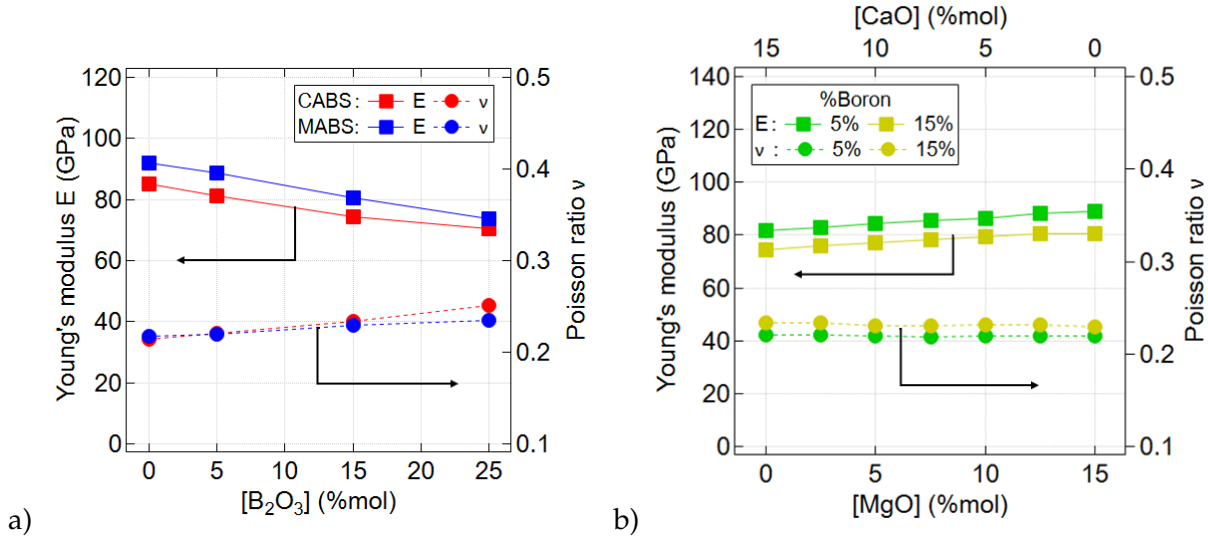 a)
Young's modulus E (GPa)
120
100
80
60
40
20
0
0 5 10 15 20 25
[B₂O₃] (%mol)
0.5
0.4
0.3
0.2
0.1
Poisson ratio ν
CABS: E ν
MABS: E ν
b)
[CaO] (%mol)
15 10 5 0
Young's modulus E (GPa)
140
120
100
80
60
40
20
0
0 5 10 15
[MgO] (%mol)
0.5
0.4
0.3
0.2
0.1
Poisson ratio ν
%Boron
E: 5% 15%
ν: 5% 15%